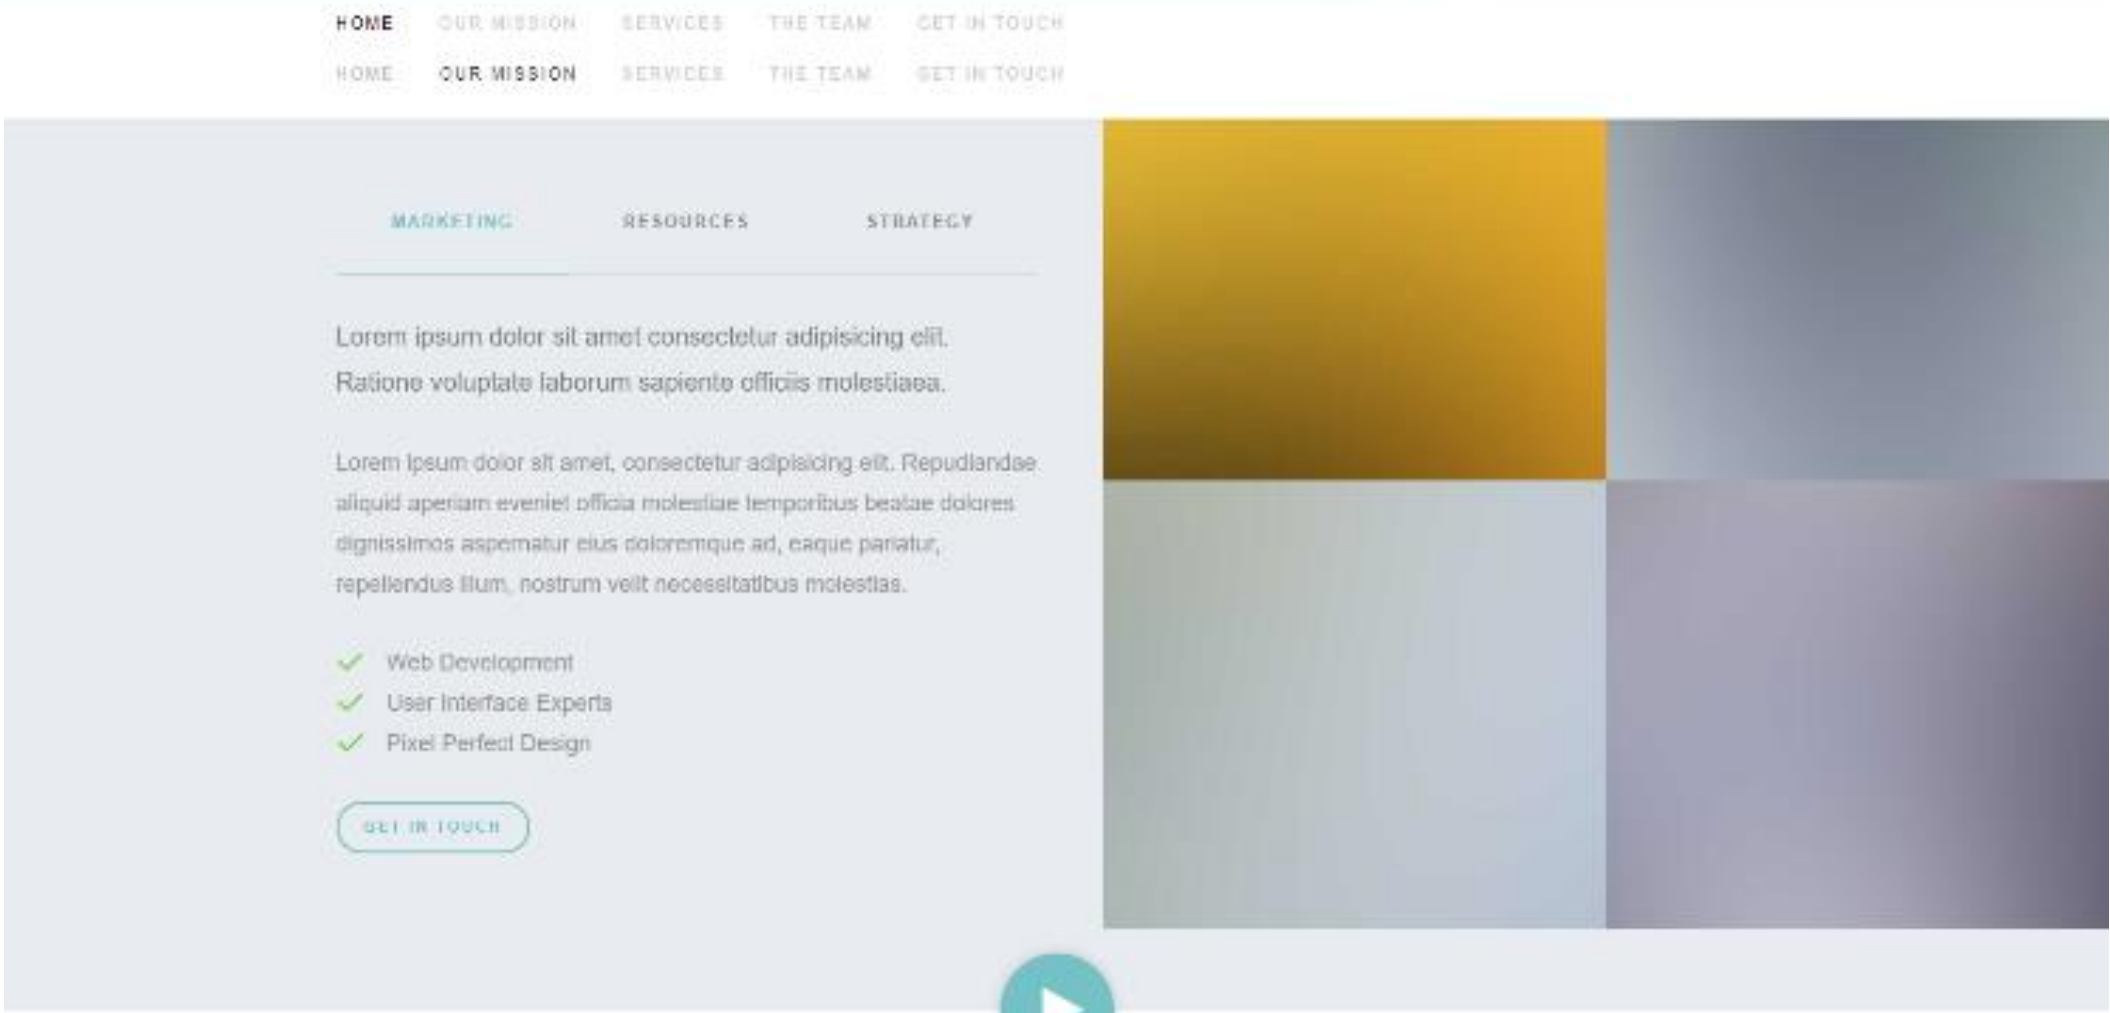 HOME OUR MISSION SERVICES THE TEAM GET IN TOUCH
HOME OUR MISSION SERVICES THE TEAM GET IN TOUCH
MARKETING RESOURCES STRATEGY
Lorem ipsum dolor sit amet consectetur adipisicing elit.
Ratione voluptate laborum sapiente officiis molestiaea.
Lorem ipsum dolor sit amet, consectetur adipisicing elit. Repudiandae
aliquid aperiam eveniet officia molestiae temporibus beatae dolores
dignissimos aspernatur eius doloremque ad, eaque pariatur,
repellendus illum, nostrum velit necessitatibus molestias.
Web Development
User Interface Experts
Pixel Perfect Design
GET IN TOUCH